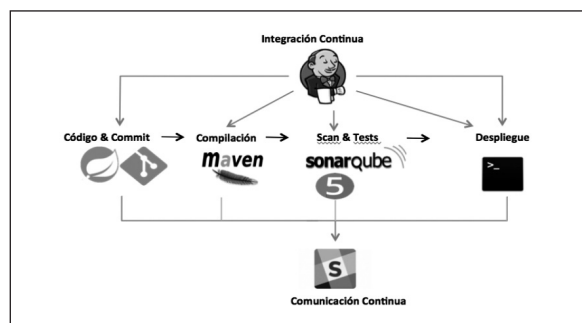 Integración Continua
Código & Commit
Compilación
Scan & Tests
Despliegue
maven
sonarqube
5
>_
S
Comunicación Continua